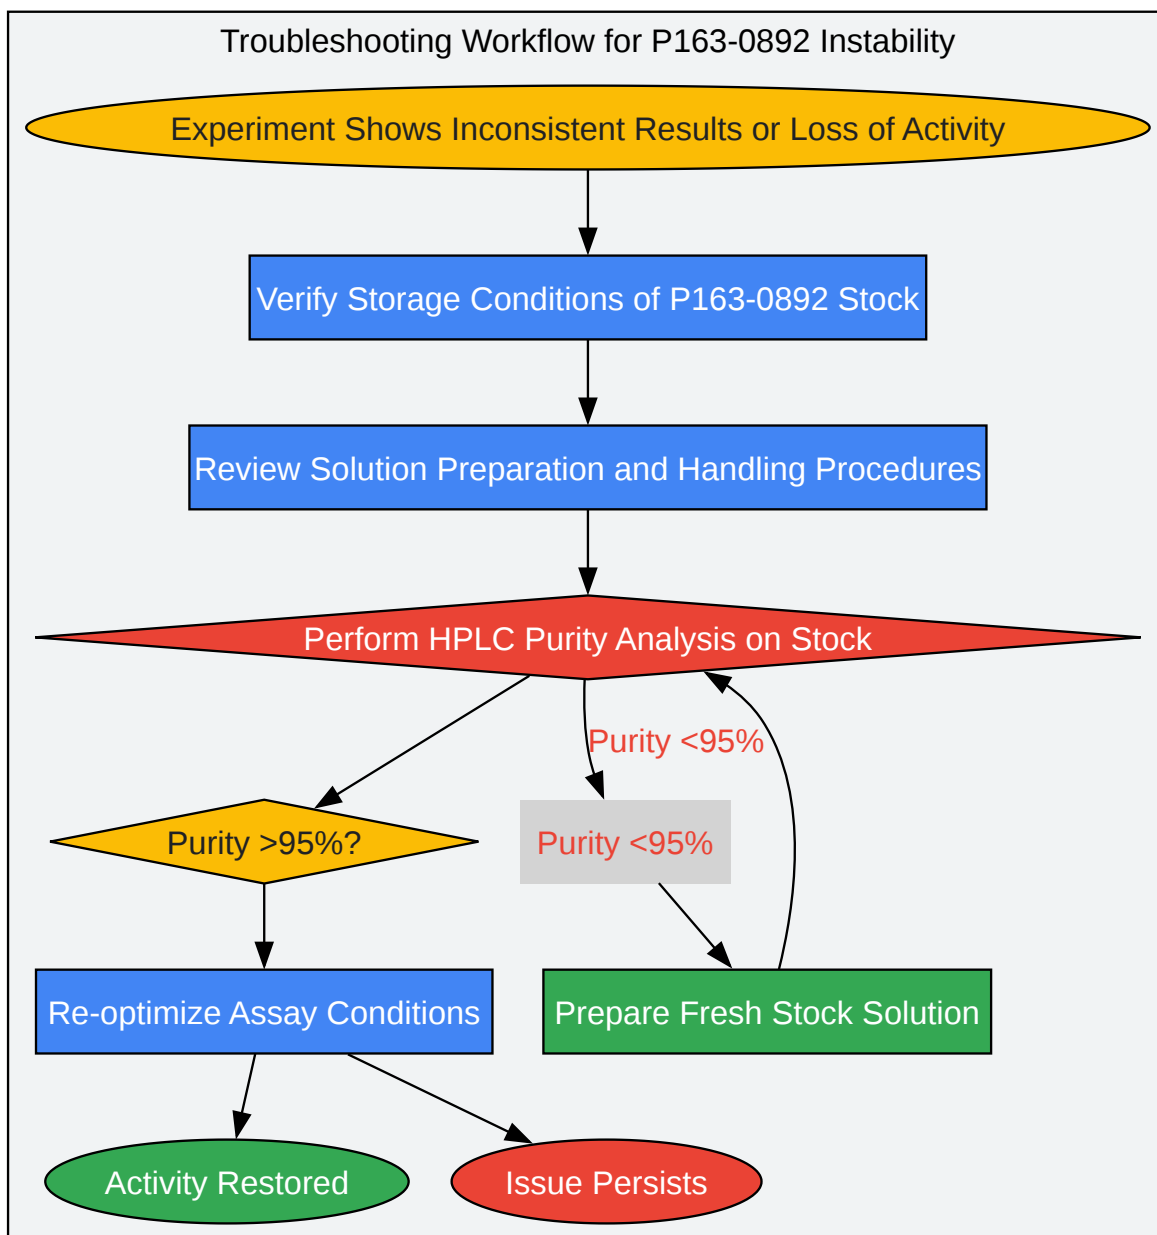 Troubleshooting Workflow for P163-0892 Instability
Experiment Shows Inconsistent Results or Loss of Activity
Verify Storage Conditions of P163-0892 Stock
Review Solution Preparation and Handling Procedures
Perform HPLC Purity Analysis on Stock
Purity <95%
Purity >95%?
Purity <95%
Re-optimize Assay Conditions
Prepare Fresh Stock Solution
Activity Restored
Issue Persists